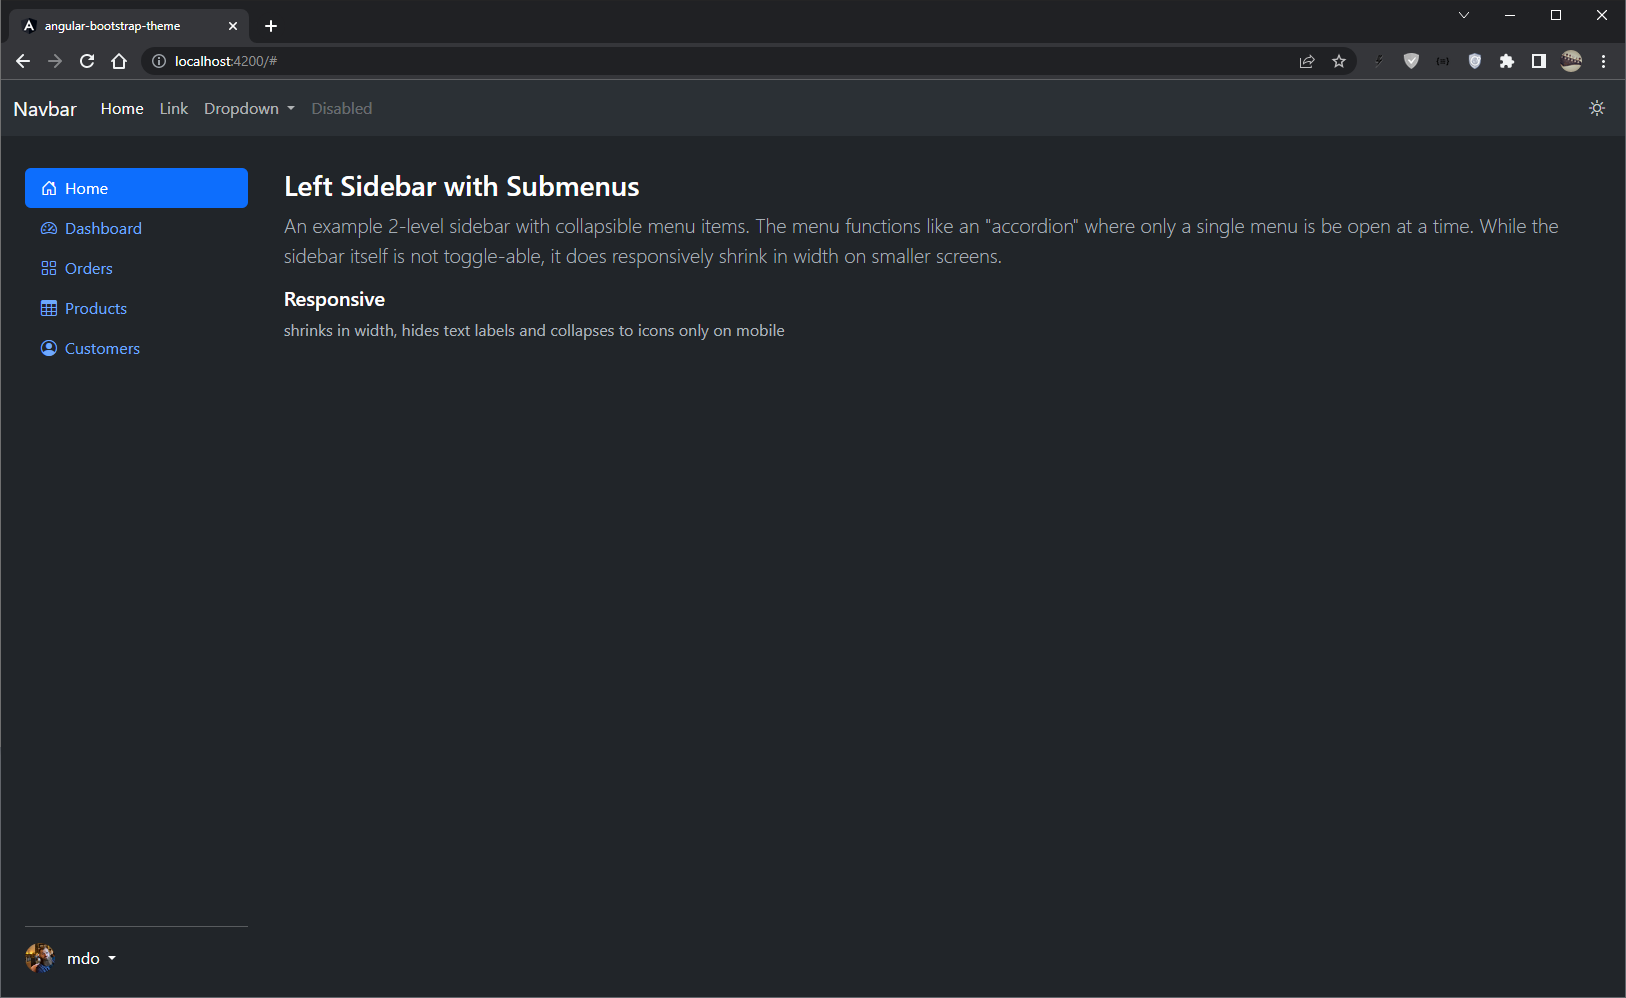 angular-bootstrap-theme
localhost:4200/#
Navbar Home Link Dropdown Disabled
Home
Dashboard
Orders
Products
Customers
Left Sidebar with Submenus
An example 2-level sidebar with collapsible menu items. The menu functions like an "accordion" where only a single menu is be open at a time. While the
sidebar itself is not toggle-able, it does responsively shrink in width on smaller screens.
Responsive
shrinks in width, hides text labels and collapses to icons only on mobile
mdo